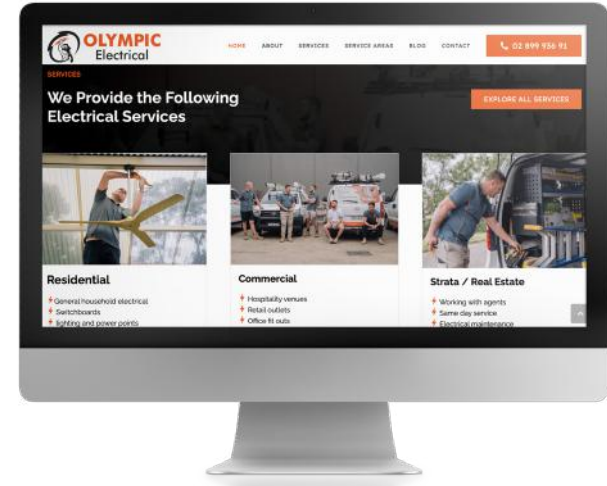 OLYMPIC
Electrical
HOME ABOUT SERVICES SERVICE AREAS BLOG CONTACT
02 899 936 91
SERVICES
We Provide the Following
Electrical Services
EXPLORE ALL SERVICES
Residential
General household electrical
Switchboards
lighting and power points
Commercial
Hospitality venues
Retail outlets
Office fit outs
Strata / Real Estate
Working with agents
Same day service
Electrical maintenance